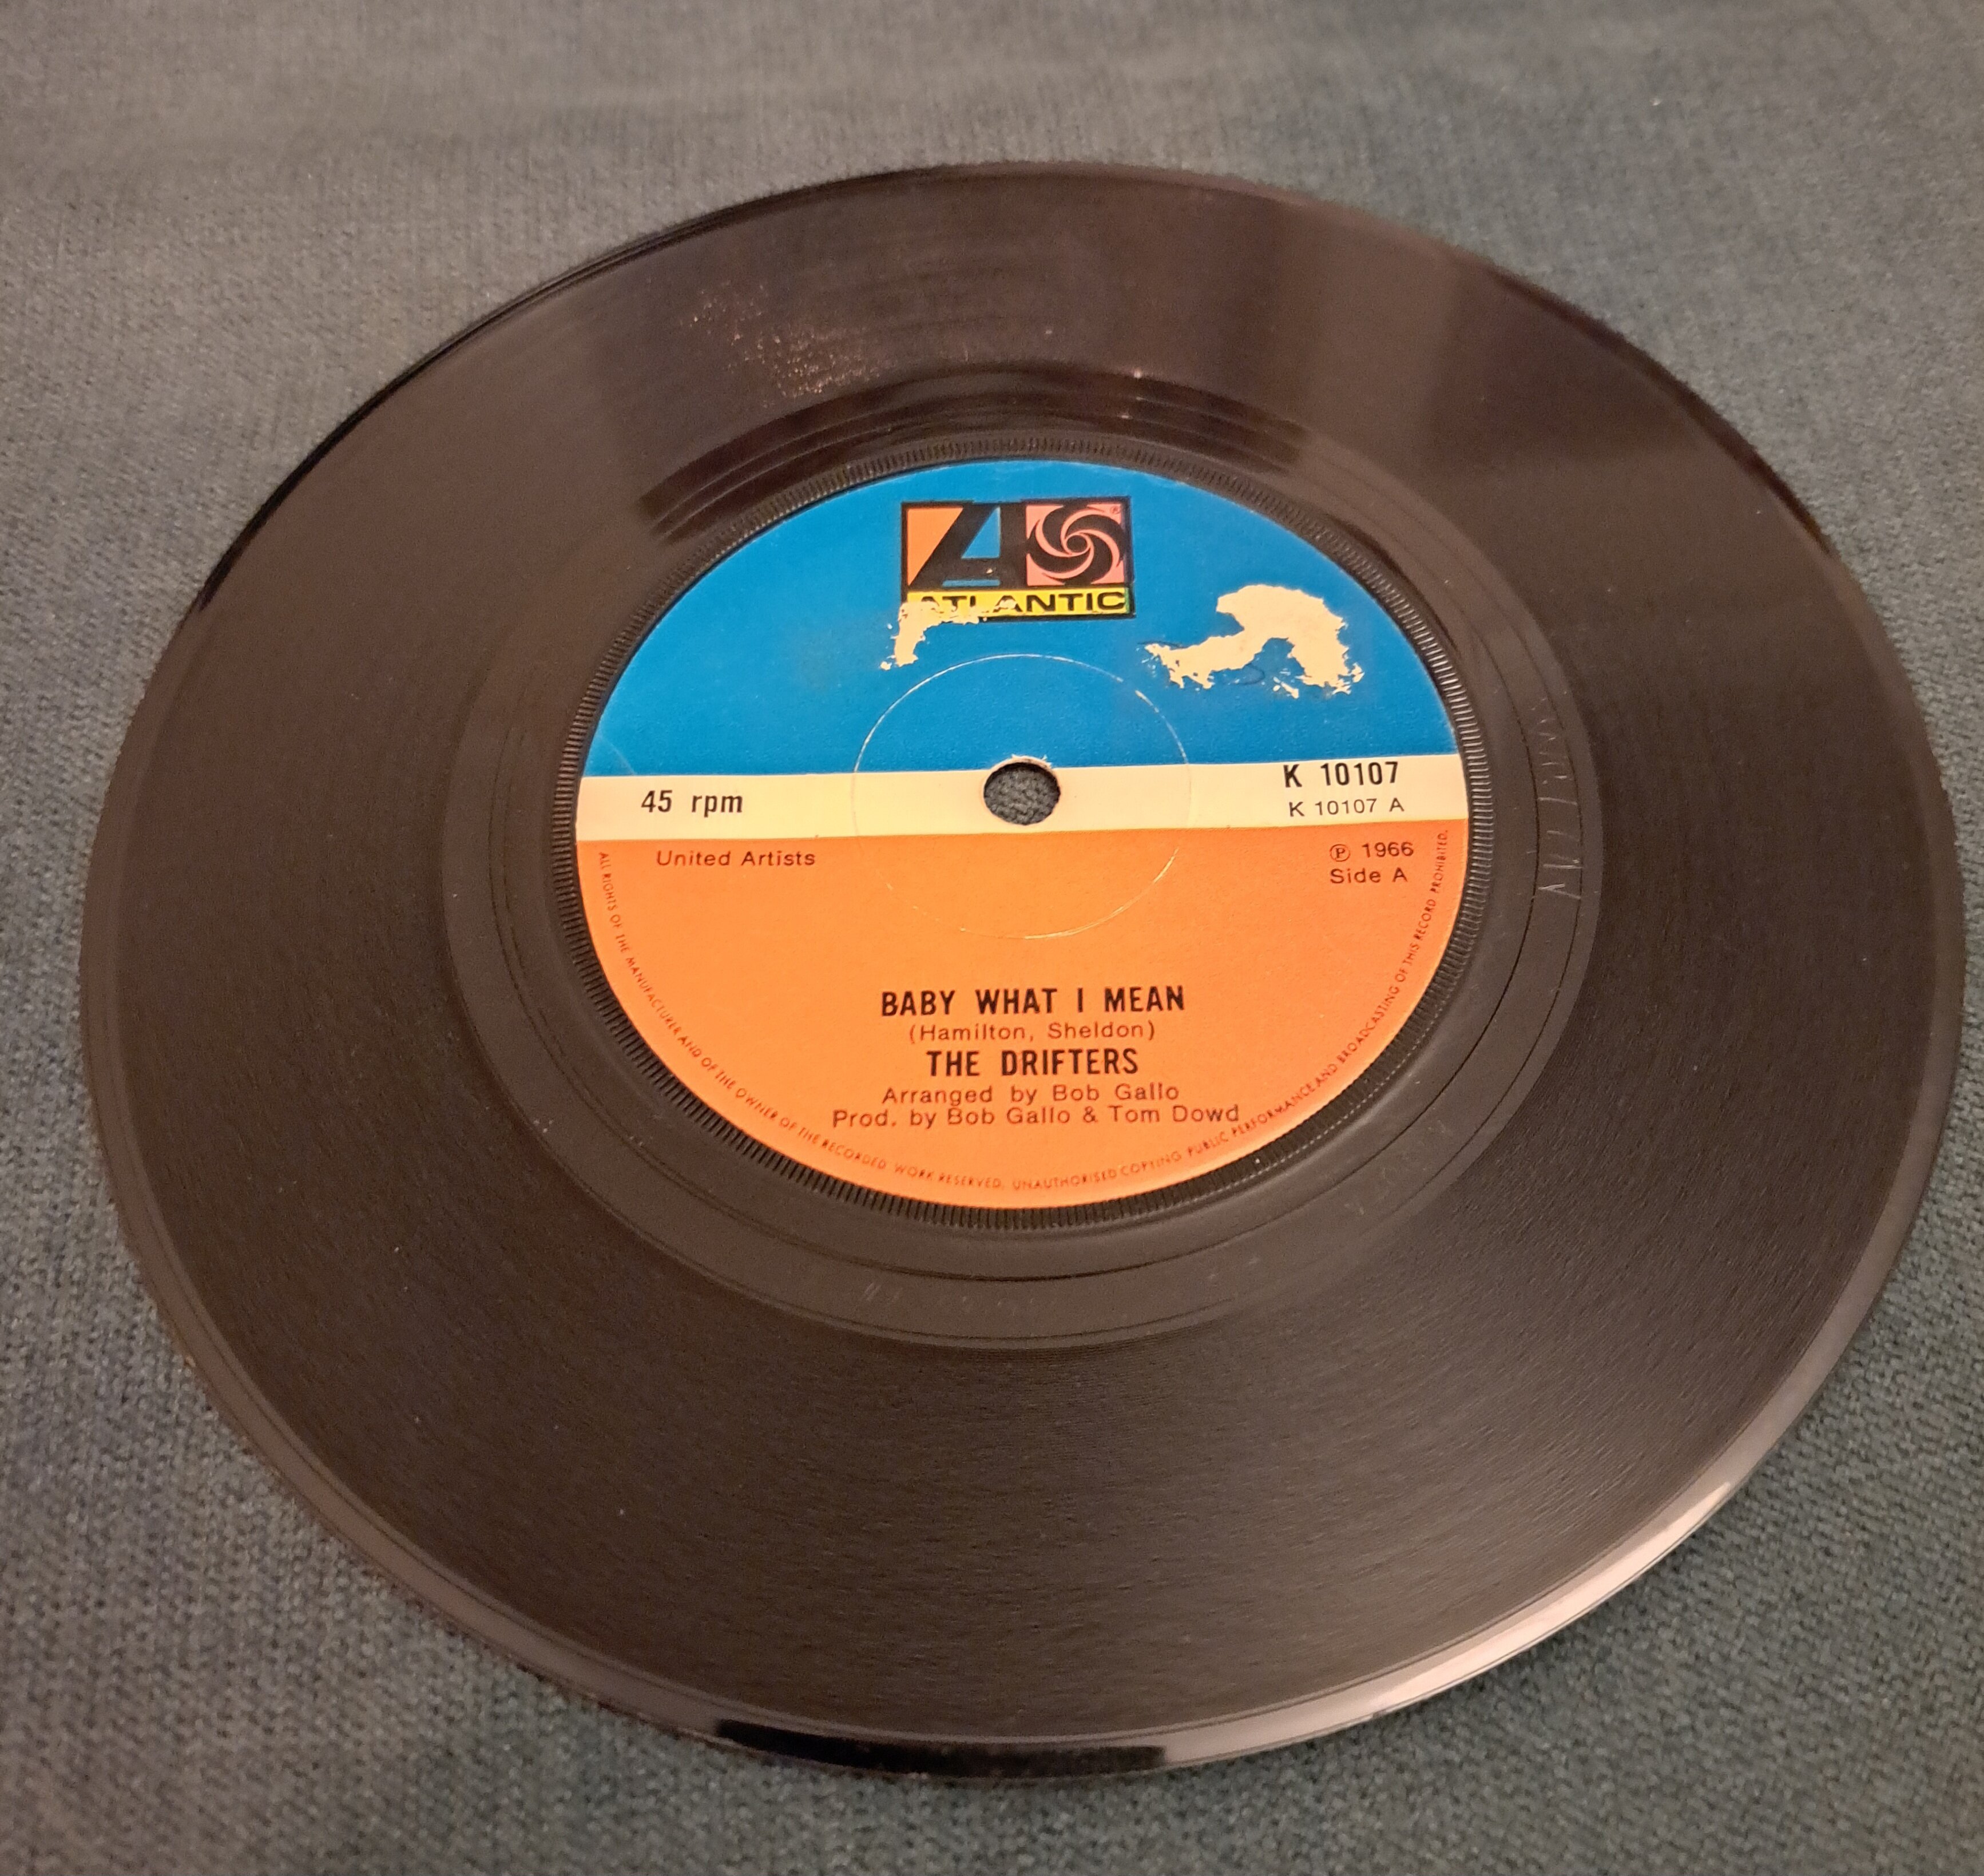 ATLANTIC
45 rpm
K 10107
K 10107 A
United Artists
℗ 1966
Side A
BABY WHAT I MEAN
(Hamilton, Sheldon)
THE DRIFTERS
Arranged by Bob Gallo
Prod. by Bob Gallo & Tom Dowd
ALL RIGHTS OF THE MANUFACTURER AND OF THE OWNER OF THE RECORDED WORK RESERVED. UNAUTHORISED COPYING PUBLIC PERFORMANCE AND BROADCASTING OF THIS RECORD PROHIBITED.